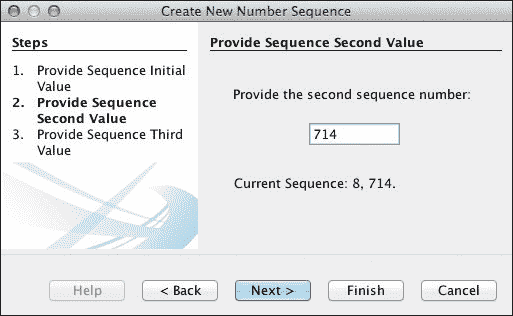 Create New Number Sequence
Steps
1. Provide Sequence Initial
Value
2. Provide Sequence
Second Value
3. Provide Sequence Third
Value
Provide Sequence Second Value
Provide the second sequence number:
714
Current Sequence: 8, 714.
Help
< Back
Next >
Finish
Cancel